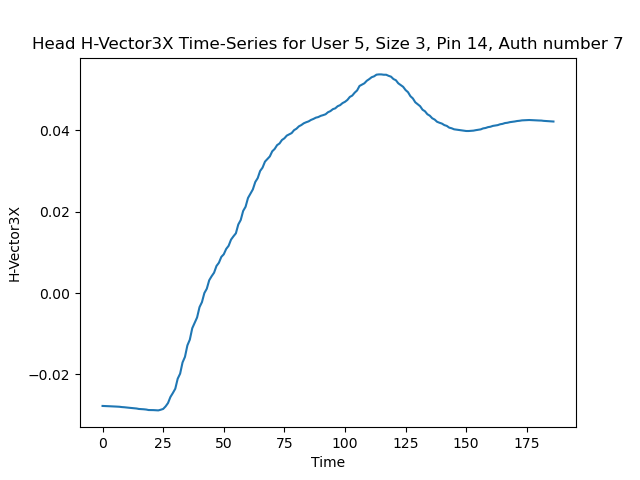 Head H-Vector3X Time-Series for User 5, Size 3, Pin 14, Auth number 7
H-Vector3X
0.04
0.02
0.00
−0.02
0 25 50 75 100 125 150 175
Time